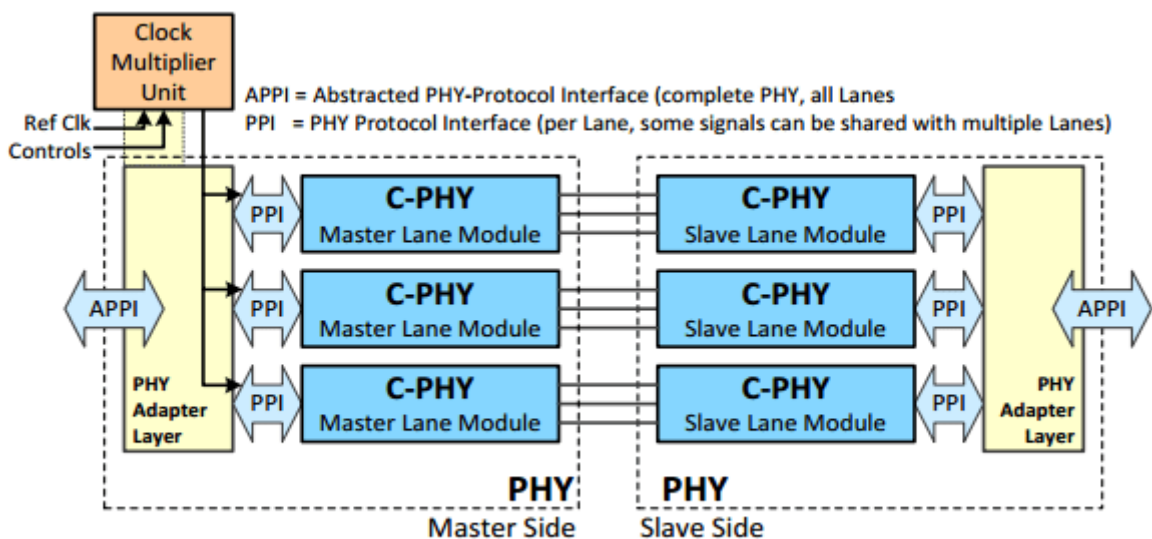 Clock
Multiplier
Unit
APPI = Abstracted PHY-Protocol Interface (complete PHY, all Lanes
PPI = PHY Protocol Interface (per Lane, some signals can be shared with multiple Lanes)
Ref Clk
Controls
C-PHY
Master Lane Module
C-PHY
Slave Lane Module
PPI
PPI
C-PHY
Master Lane Module
C-PHY
Slave Lane Module
APPI
PPI
PPI
APPI
C-PHY
Master Lane Module
C-PHY
Slave Lane Module
PPI
PPI
PHY
Adapter
Layer
PHY
Adapter
Layer
PHY
Master Side
PHY
Slave Side